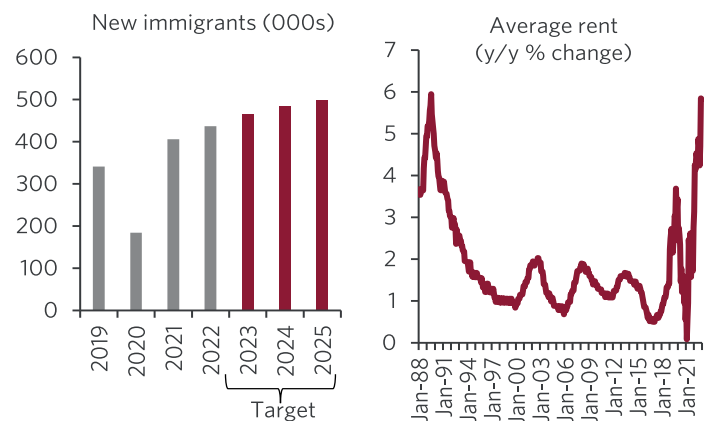 New immigrants (000s)
600
500
400
300
200
100
0
2019
2020
2021
2022
2023
2024
2025
Target
Average rent
(y/y % change)
7
6
5
4
3
2
1
0
Jan-88
Jan-91
Jan-94
Jan-97
Jan-00
Jan-03
Jan-06
Jan-09
Jan-12
Jan-15
Jan-18
Jan-21